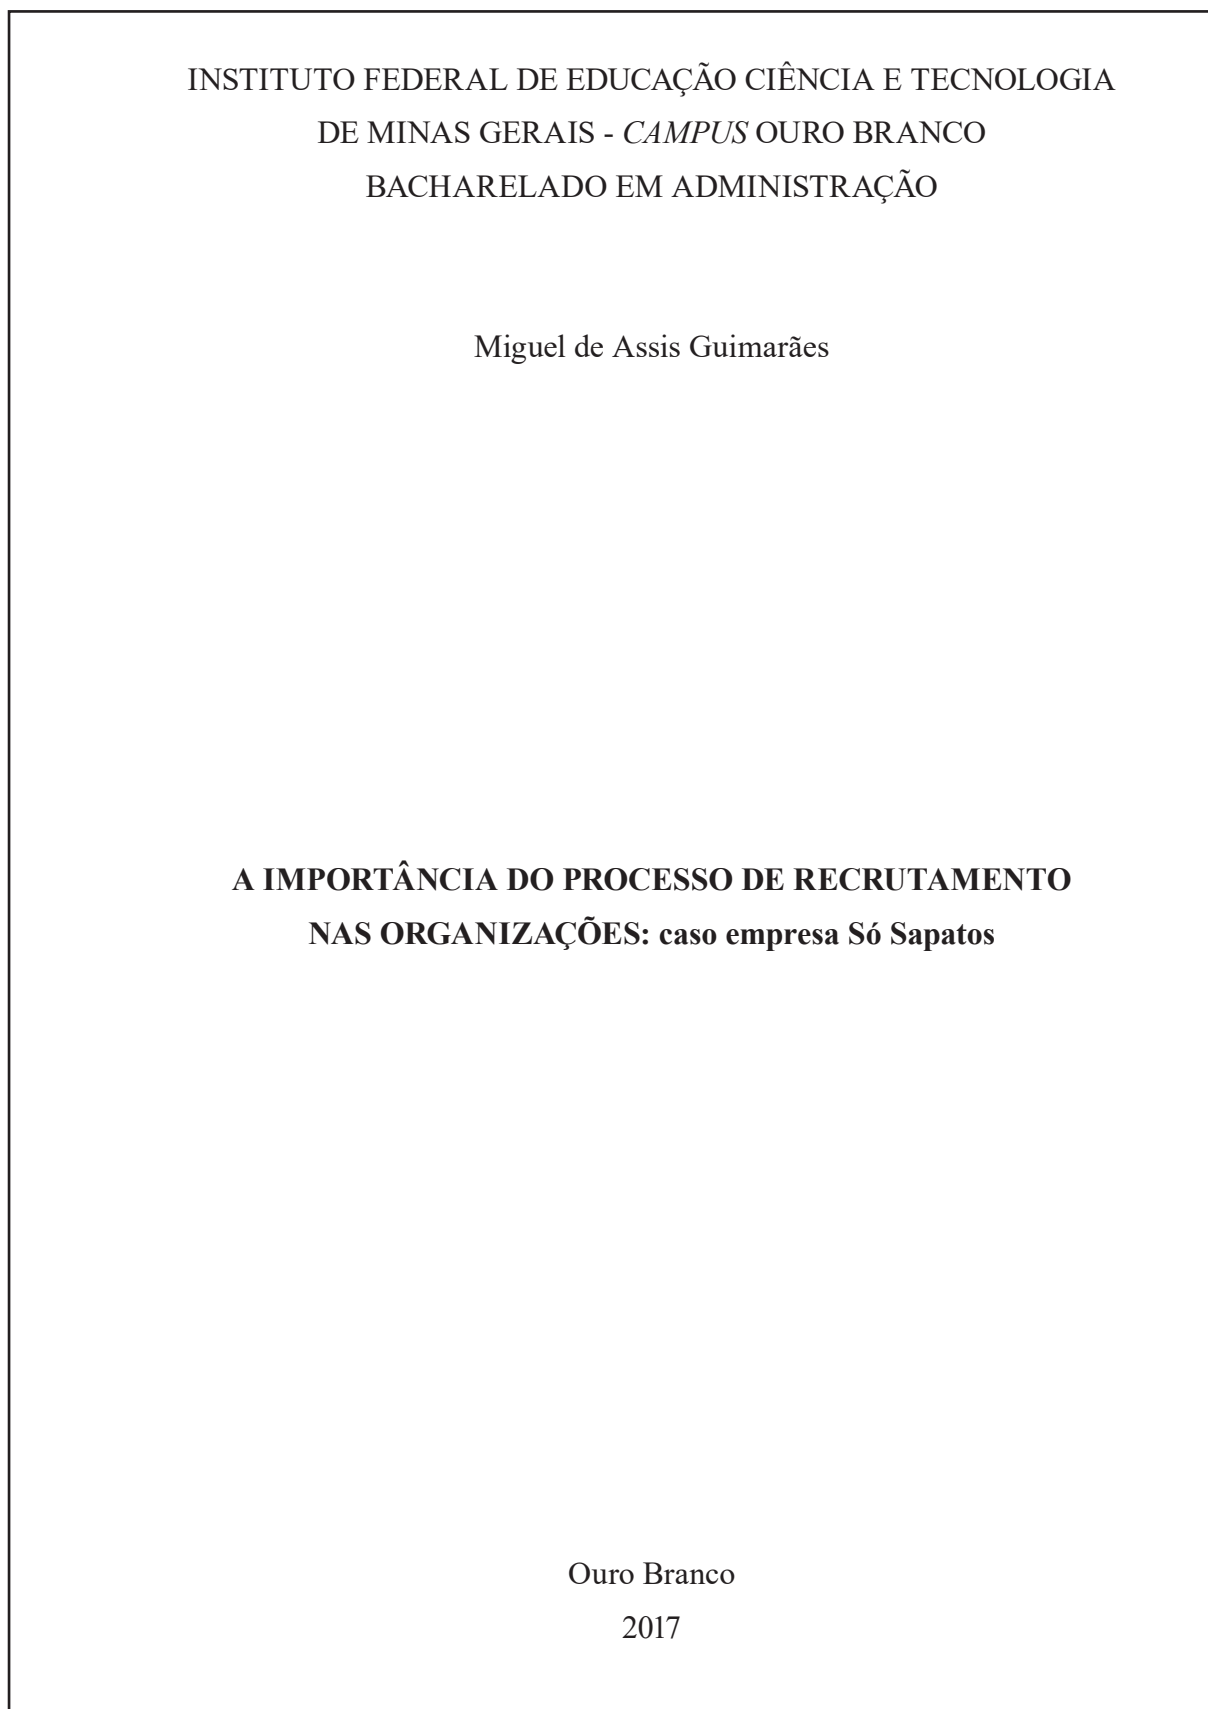 INSTITUTO FEDERAL DE EDUCAÇÃO CIÊNCIA E TECNOLOGIA
DE MINAS GERAIS - CAMPUS OURO BRANCO
BACHARELADO EM ADMINISTRAÇÃO
Miguel de Assis Guimarães
A IMPORTÂNCIA DO PROCESSO DE RECRUTAMENTO
NAS ORGANIZAÇÕES: caso empresa Só Sapatos
Ouro Branco
2017